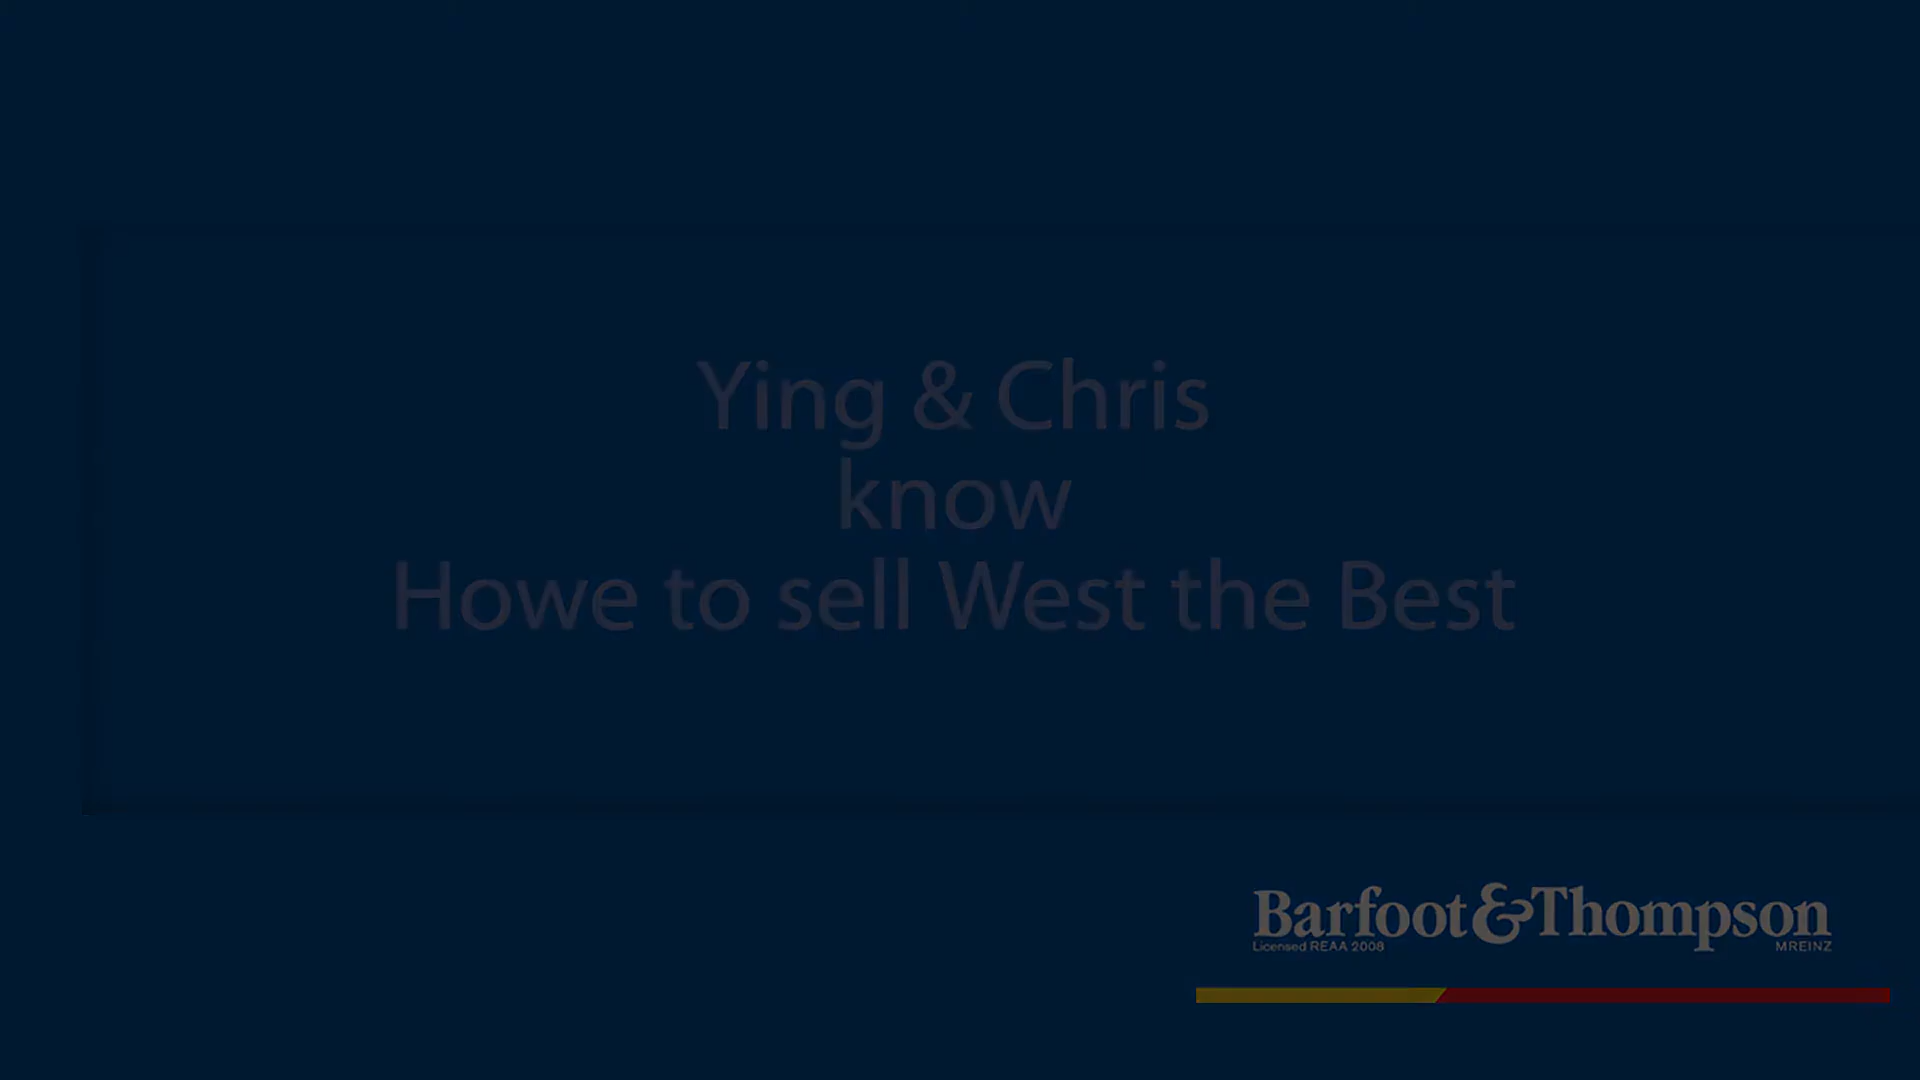 Ying & Chris
know
Howe to sell West the Best
Barfoot&Thompson
Licensed REAA 2008 MREINZ